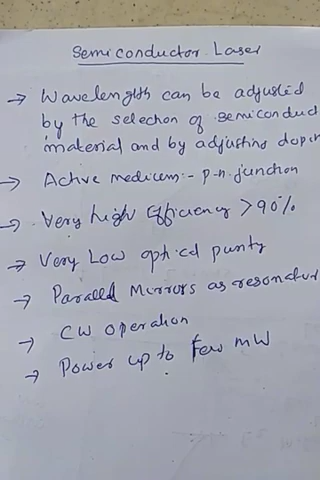 Semiconductor Laser
→ Wavelength can be adjusted
by the selection of semiconduct
material and by adjusting dopin
→ Active medium:- p-n-junction
→ Very high Efficiency >90%
→ Very Low optical purity
→ Parallel Mirrors as resonator
→ CW operation
→ Power up to few mW